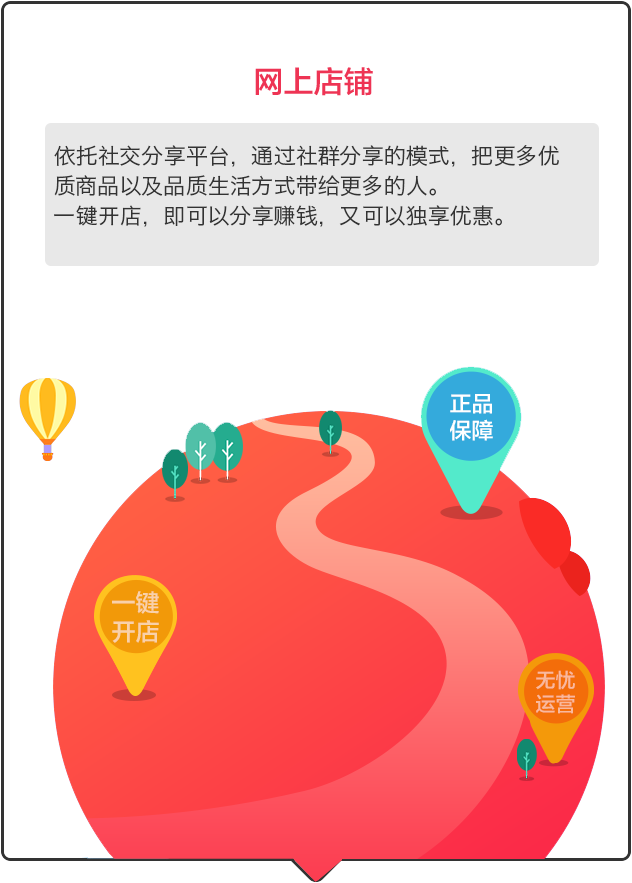 网上店铺
依托社交分享平台，通过社群分享的模式，把更多优
质商品以及品质生活方式带给更多的人。
一键开店，即可以分享赚钱，又可以独享优惠。
正品
保障
一键
开店
无忧
运营